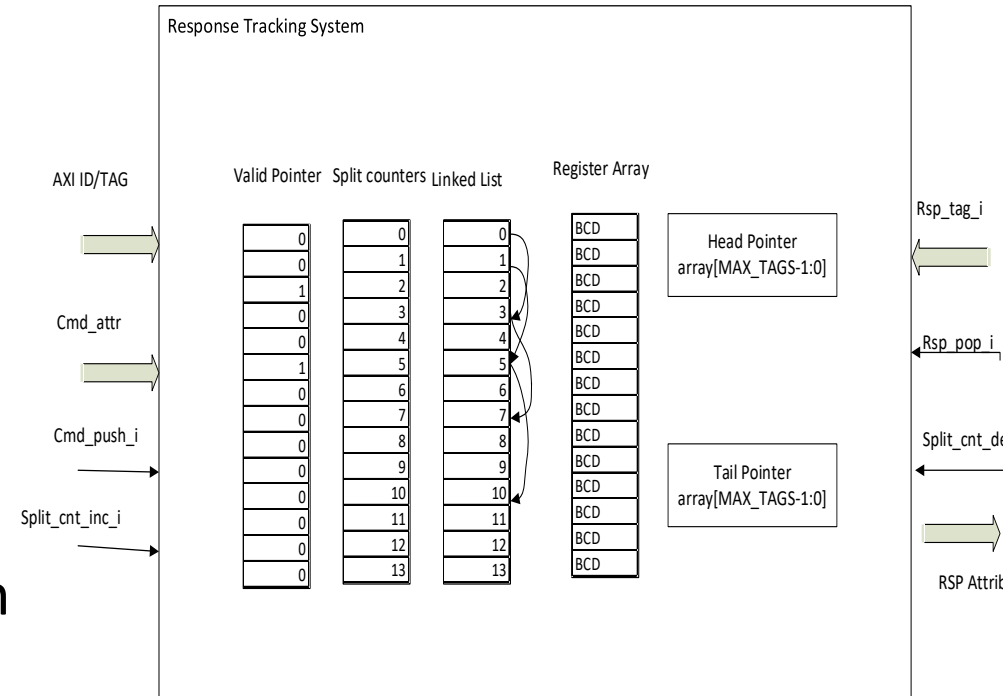 Response Tracking System
AXI ID/TAG
Cmd_attr
Cmd_push_i
Split_cnt_inc_i
n
Valid Pointer
0
0
1
0
0
1
0
0
0
0
0
0
0
0
Split counters
0
1
2
3
4
5
6
7
8
9
10
11
12
13
Linked List
0
1
2
3
4
5
6
7
8
9
10
11
12
13
Register Array
BCD
BCD
BCD
BCD
BCD
BCD
BCD
BCD
BCD
BCD
BCD
BCD
BCD
BCD
Head Pointer
array[MAX_TAGS-1:0]
Tail Pointer
array[MAX_TAGS-1:0]
Rsp_tag_i
Rsp_pop_i
Split_cnt_de
RSP Attrib